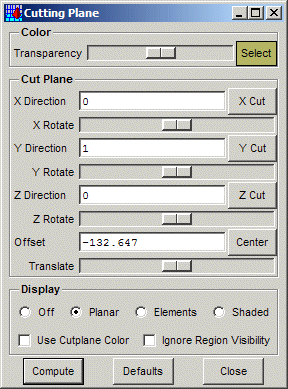 Cutting Plane
Color
Transparency Select
Cut Plane
X Direction 0 X Cut
X Rotate
Y Direction 1 Y Cut
Y Rotate
Z Direction 0 Z Cut
Z Rotate
Offset -132.647 Center
Translate
Display
Off Planar Elements Shaded
Use Cutplane Color Ignore Region Visibility
Compute Defaults Close